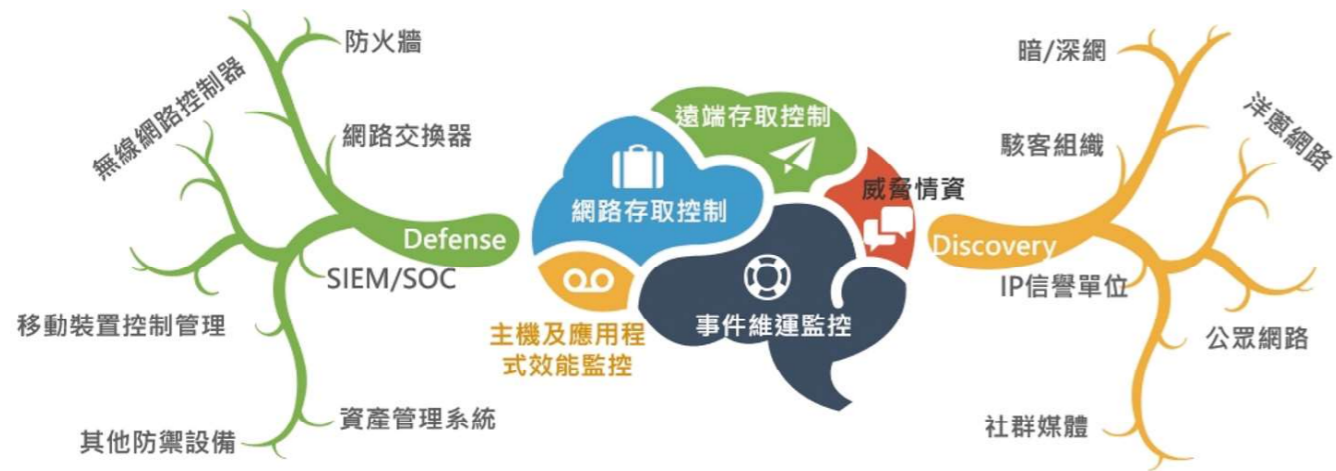 防火牆
無線網路控制器
網路交換器
Defense
SIEM/SOC
移動裝置控制管理
資產管理系統
其他防禦設備
遠端存取控制
網路存取控制
威脅情資
主機及應用程
式效能監控
事件維運監控
暗/深網
洋蔥網路
駭客組織
Discovery
IP信譽單位
公眾網路
社群媒體